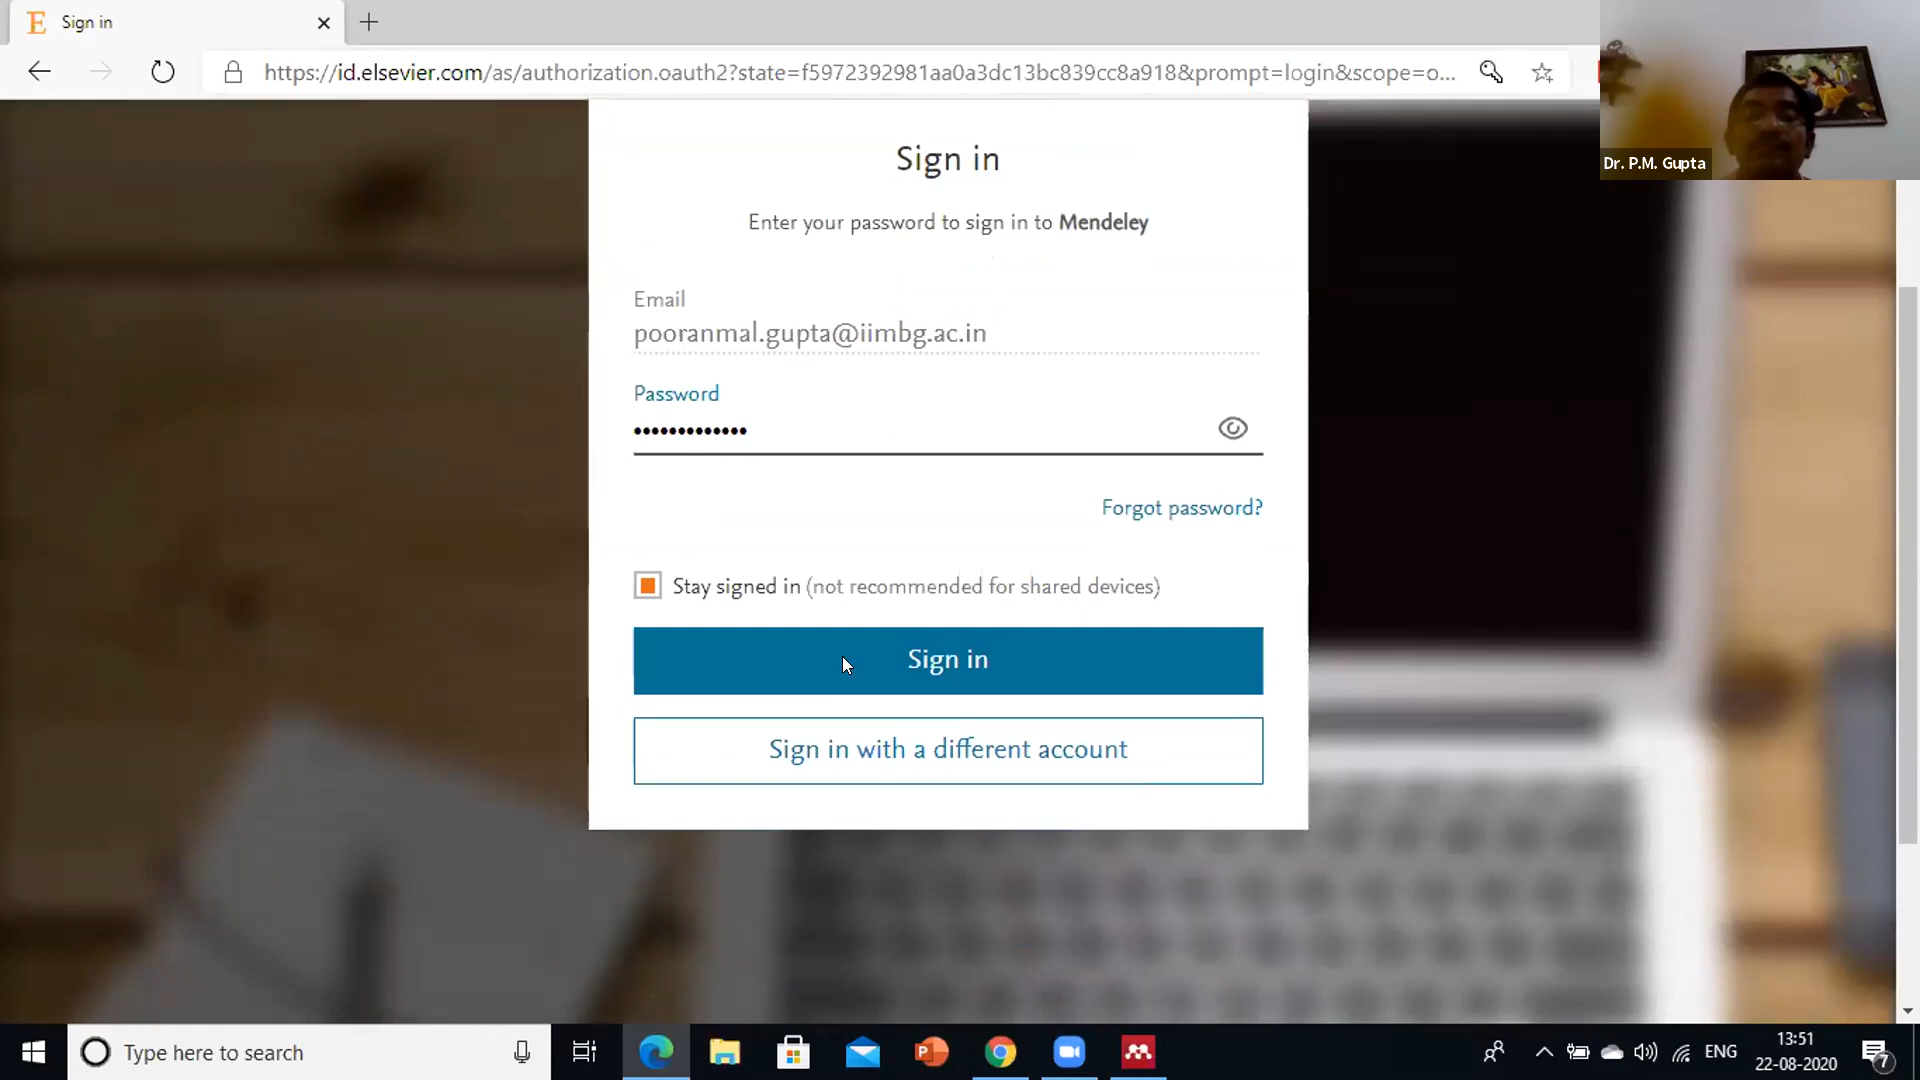 E Sign in
https://id.elsevier.com/as/authorization.oauth2?state=f5972392981aa0a3dc13bc839cc8a918&prompt=login&scope=o...
Dr. P.M. Gupta
Sign in
Enter your password to sign in to Mendeley
Email
pooranmal.gupta@iimbg.ac.in
Password
•••••••••••••
Forgot password?
Stay signed in (not recommended for shared devices)
Sign in
Sign in with a different account
Type here to search
P
ENG
13:51
22-08-2020
7